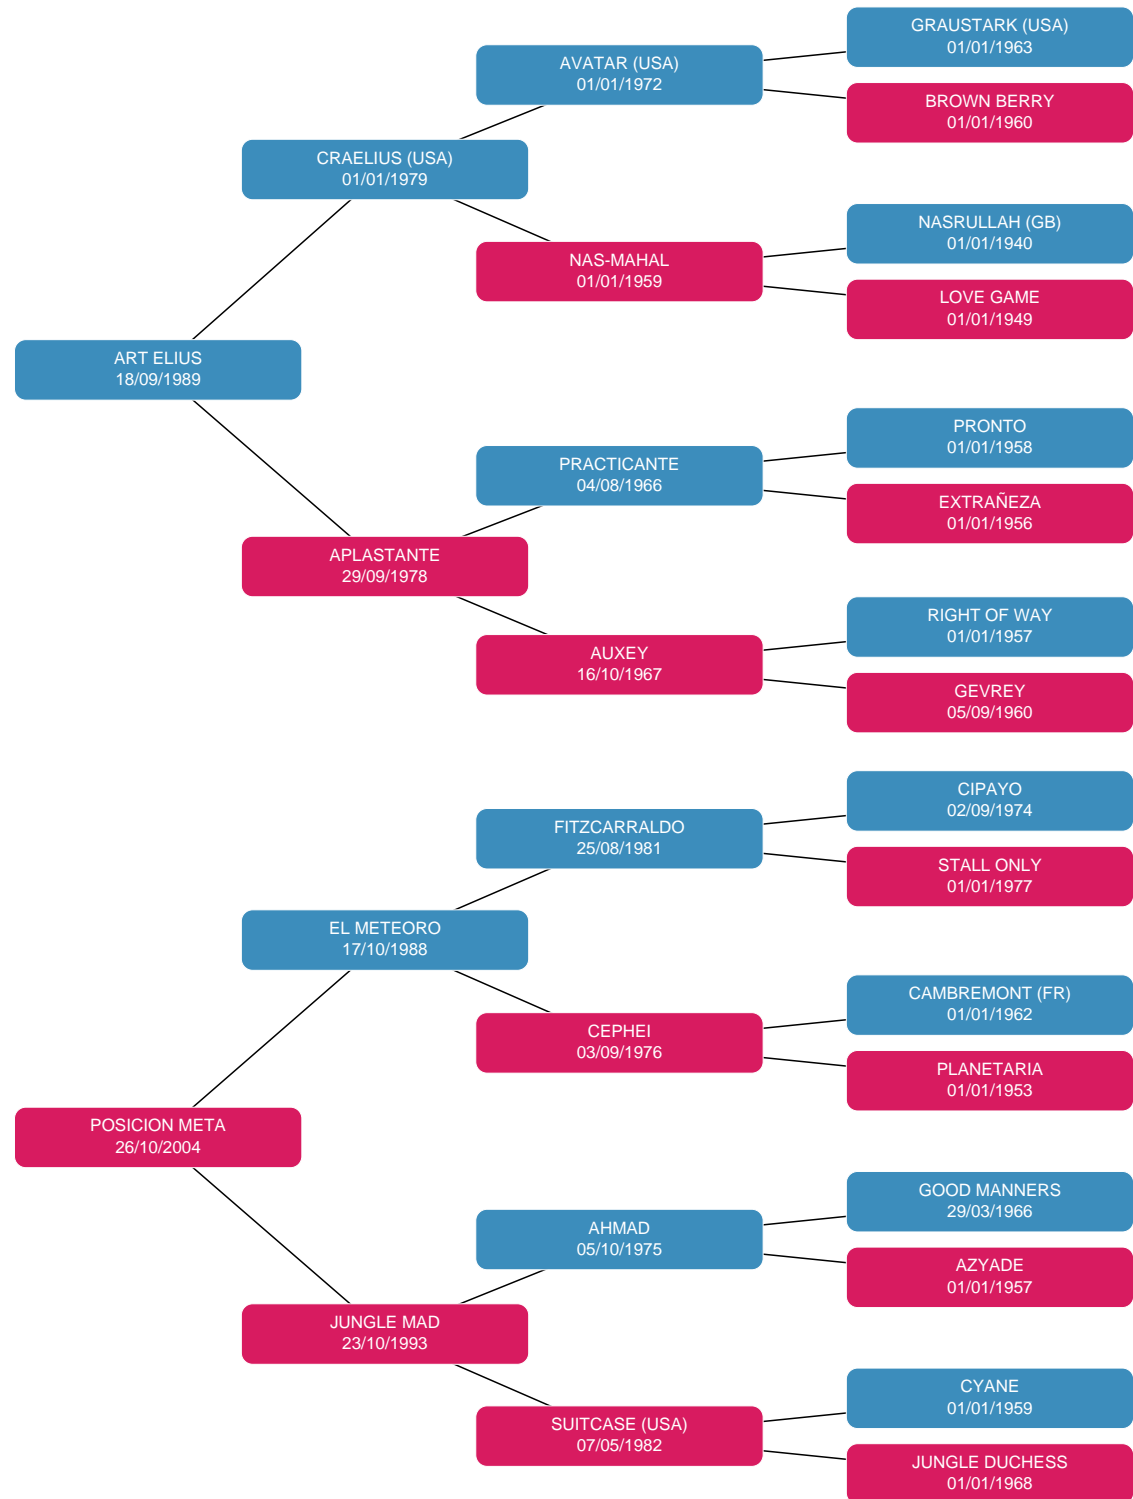 GRAUSTARK (USA)
01/01/1963
AVATAR (USA)
01/01/1972
BROWN BERRY
01/01/1960
CRAELIUS (USA)
01/01/1979
NASRULLAH (GB)
01/01/1940
NAS-MAHAL
01/01/1959
LOVE GAME
01/01/1949
ART ELIUS
18/09/1989
PRONTO
01/01/1958
PRACTICANTE
04/08/1966
EXTRAÑEZA
01/01/1956
APLASTANTE
29/09/1978
RIGHT OF WAY
01/01/1957
AUXEY
16/10/1967
GEVREY
05/09/1960
CIPAYO
02/09/1974
FITZCARRALDO
25/08/1981
STALL ONLY
01/01/1977
EL METEORO
17/10/1988
CAMBREMONT (FR)
01/01/1962
CEPHEI
03/09/1976
PLANETARIA
01/01/1953
POSICION META
26/10/2004
GOOD MANNERS
29/03/1966
AHMAD
05/10/1975
AZYADE
01/01/1957
JUNGLE MAD
23/10/1993
CYANE
01/01/1959
SUITCASE (USA)
07/05/1982
JUNGLE DUCHESS
01/01/1968